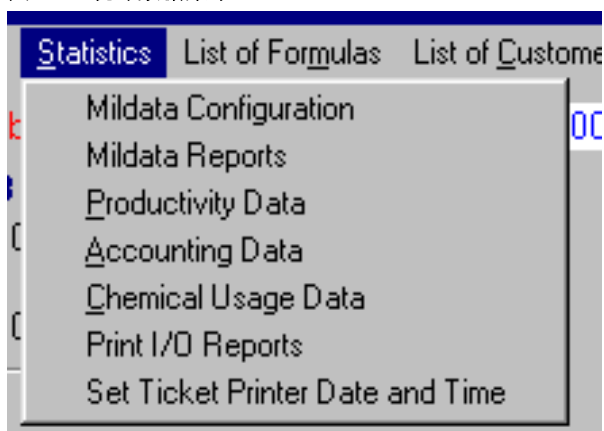 Statistics List of Formulas List of Custome
Mildata Configuration
Mildata Reports
Productivity Data
Accounting Data
Chemical Usage Data
Print I/O Reports
Set Ticket Printer Date and Time